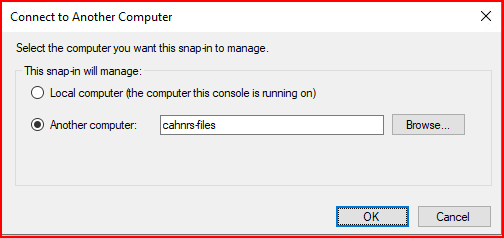 Connect to Another Computer
Select the computer you want this snap-in to manage.
This snap-in will manage:
Local computer (the computer this console is running on)
Another computer: cahnrs-files Browse...
OK Cancel